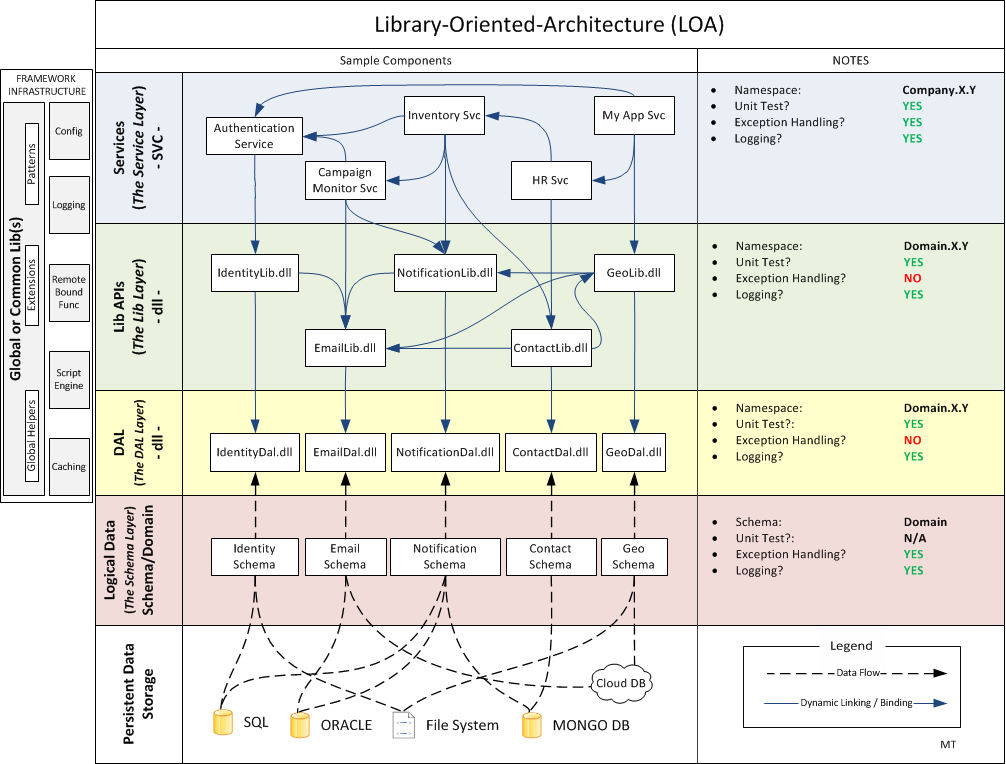 Library-Oriented-Architecture (LOA)
Sample Components
NOTES
FRAMEWORK
INFRASTRUCTURE
Global or Common Lib(s)
Patterns
Extensions
Global Helpers
Config
Logging
Remote
Bound
Func
Script
Engine
Caching
Services
(The Service Layer)
- SVC -
Authentication
Service
Inventory Svc
My App Svc
Campaign
Monitor Svc
HR Svc
• Namespace: Company.X.Y
• Unit Test? YES
• Exception Handling? YES
• Logging? YES
Lib APIs
(The Lib Layer)
- dll -
IdentityLib.dll
NotificationLib.dll
GeoLib.dll
EmailLib.dll
ContactLib.dll
• Namespace: Domain.X.Y
• Unit Test? YES
• Exception Handling? NO
• Logging? YES
DAL
(The DAL Layer)
- dll -
IdentityDal.dll
EmailDal.dll
NotificationDal.dll
ContactDal.dll
GeoDal.dll
• Namespace: Domain.X.Y
• Unit Test?: YES
• Exception Handling? NO
• Logging? YES
Logical Data
(The Schema Layer)
Schema/Domain
Identity
Schema
Email
Schema
Notification
Schema
Contact
Schema
Geo
Schema
• Schema: Domain
• Unit Test?: N/A
• Exception Handling? YES
• Logging? YES
Persistent Data
Storage
Cloud DB
SQL
ORACLE
File System
MONGO DB
Legend
Data Flow
Dynamic Linking / Binding
MT